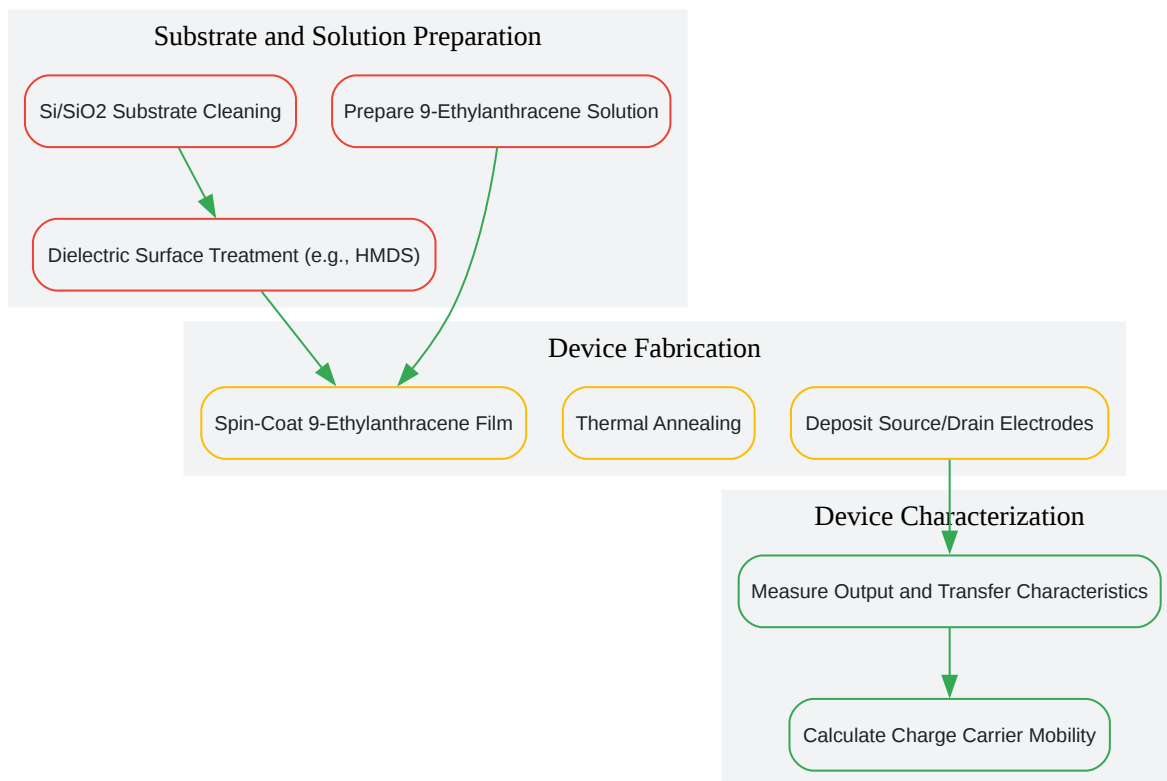 Substrate and Solution Preparation
Si/SiO2 Substrate Cleaning
Prepare 9-Ethylanthracene Solution
Dielectric Surface Treatment (e.g., HMDS)
Device Fabrication
Spin-Coat 9-Ethylanthracene Film
Thermal Annealing
Deposit Source/Drain Electrodes
Device Characterization
Measure Output and Transfer Characteristics
Calculate Charge Carrier Mobility